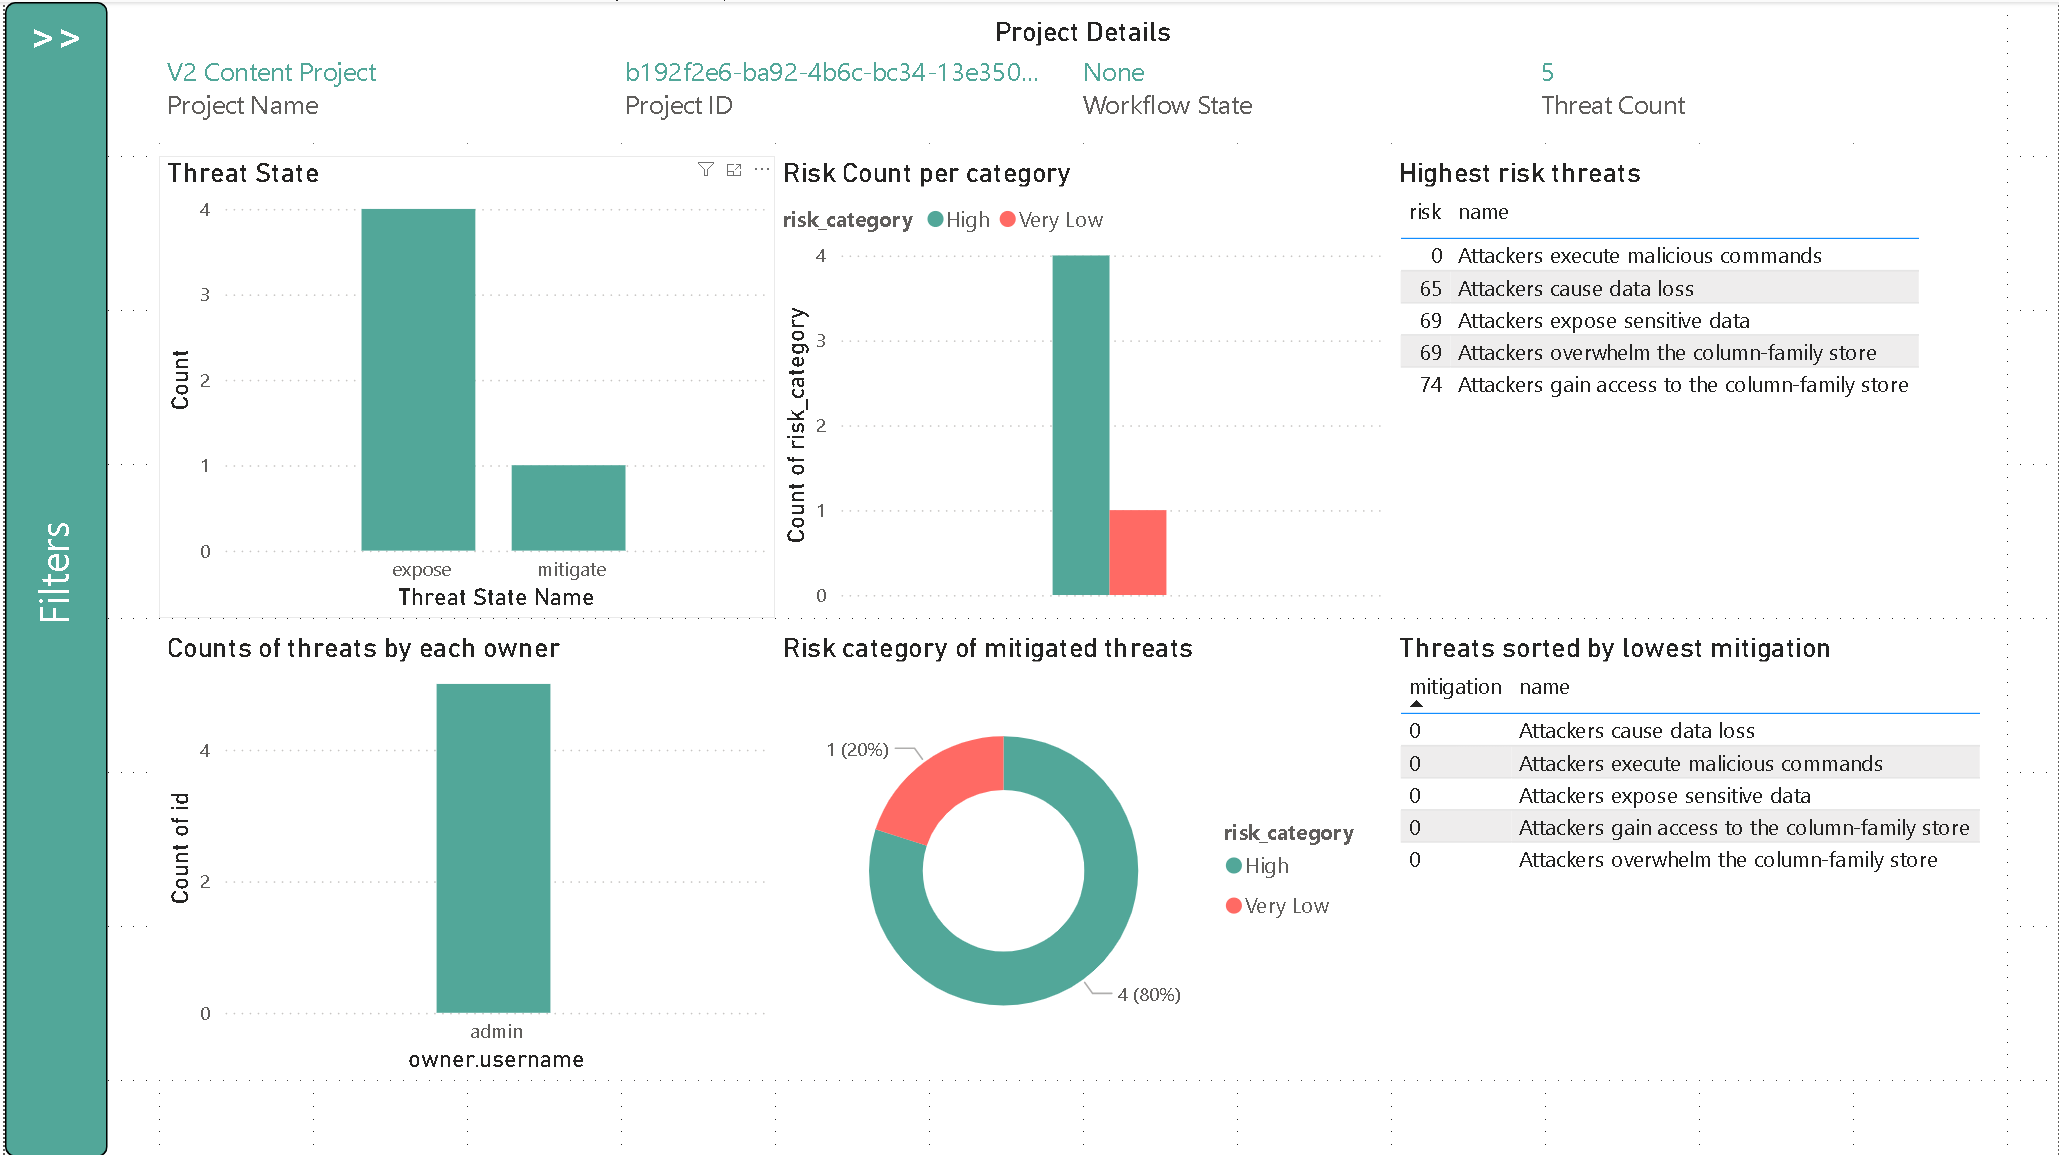 >>
Filters
Project Details
V2 Content Project
Project Name
b192f2e6-ba92-4b6c-bc34-13e350...
Project ID
None
Workflow State
5
Threat Count
Threat State
4
3
2
1
0
Count
expose
mitigate
Threat State Name
Risk Count per category
risk_category High Very Low
4
3
2
1
0
Count of risk_category
Highest risk threats
risk name
0 Attackers execute malicious commands
65 Attackers cause data loss
69 Attackers expose sensitive data
69 Attackers overwhelm the column-family store
74 Attackers gain access to the column-family store
Counts of threats by each owner
4
2
0
Count of id
admin
owner.username
Risk category of mitigated threats
1 (20%)
4 (80%)
risk_category
High
Very Low
Threats sorted by lowest mitigation
mitigation name
0 Attackers cause data loss
0 Attackers execute malicious commands
0 Attackers expose sensitive data
0 Attackers gain access to the column-family store
0 Attackers overwhelm the column-family store